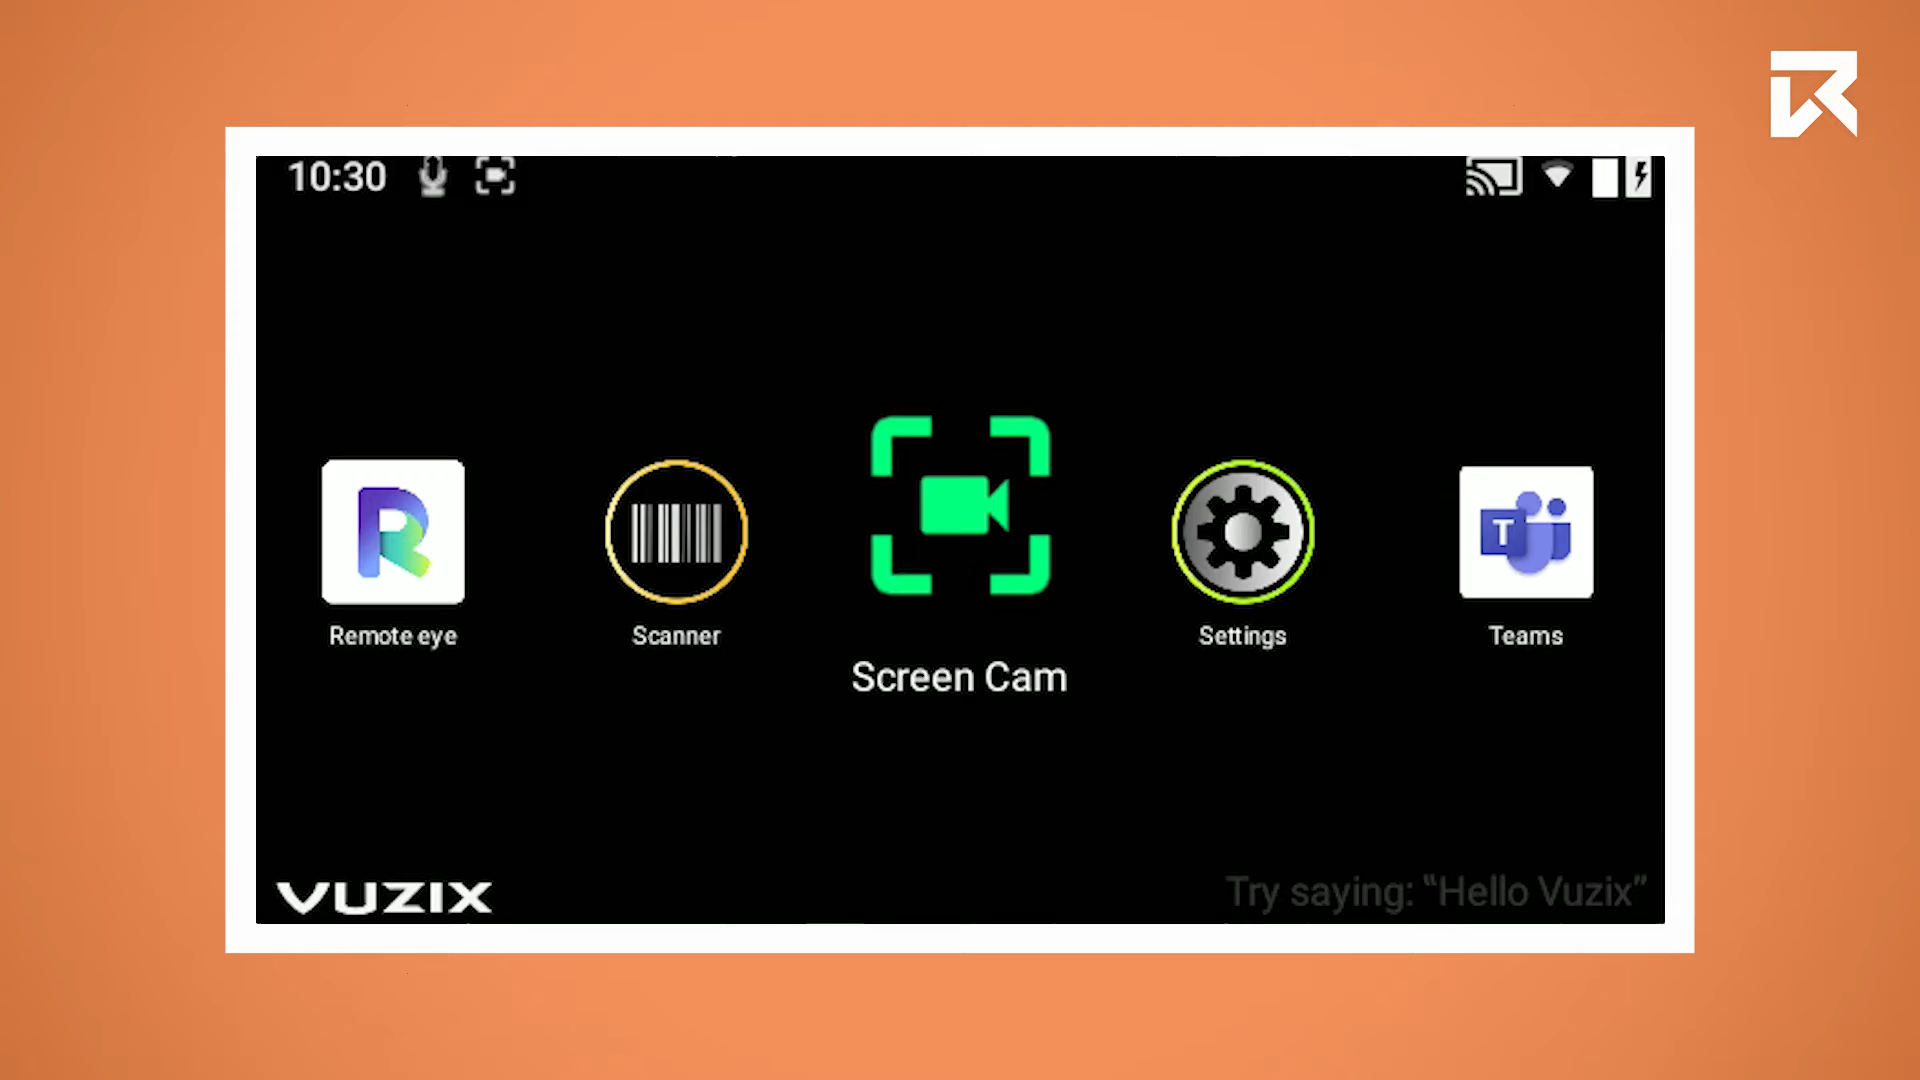 10:30
Remote eye
Scanner
Screen Cam
Settings
T
Teams
VUZIX
Try saying: “Hello Vuzix”